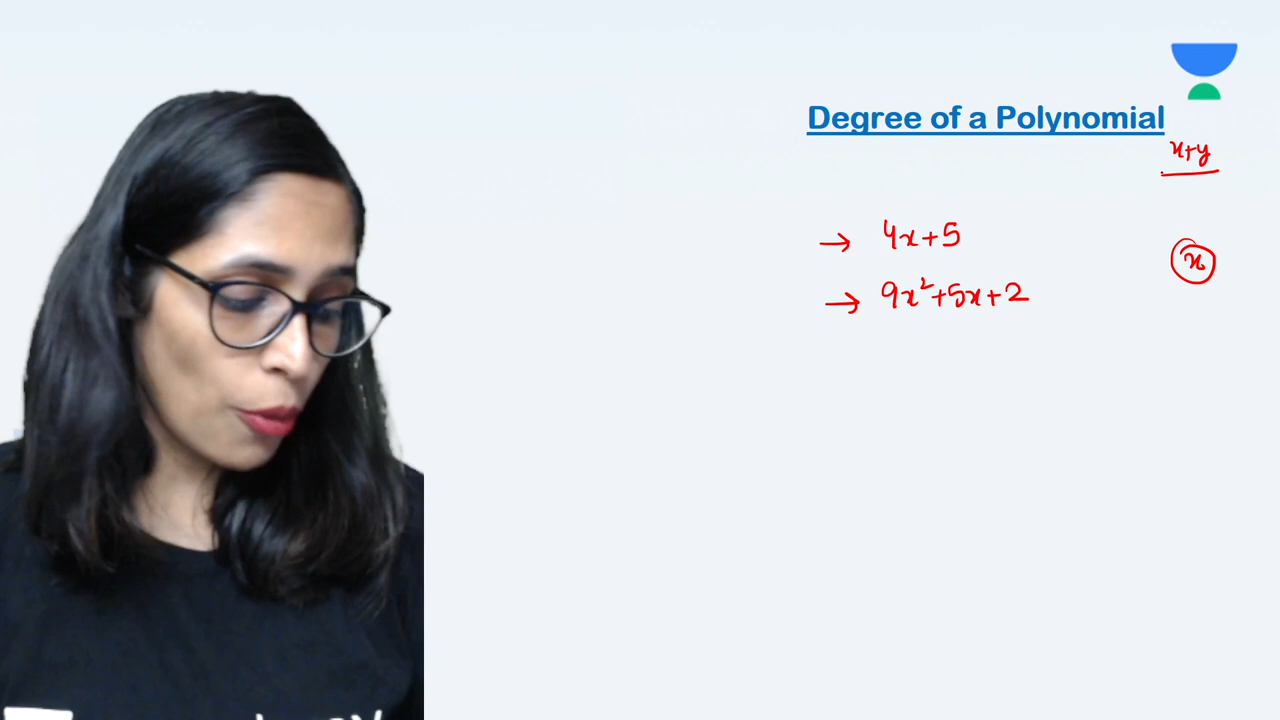 Degree of a Polynomial
x+y
→ 4x+5
x
→ 9x²+5x+2